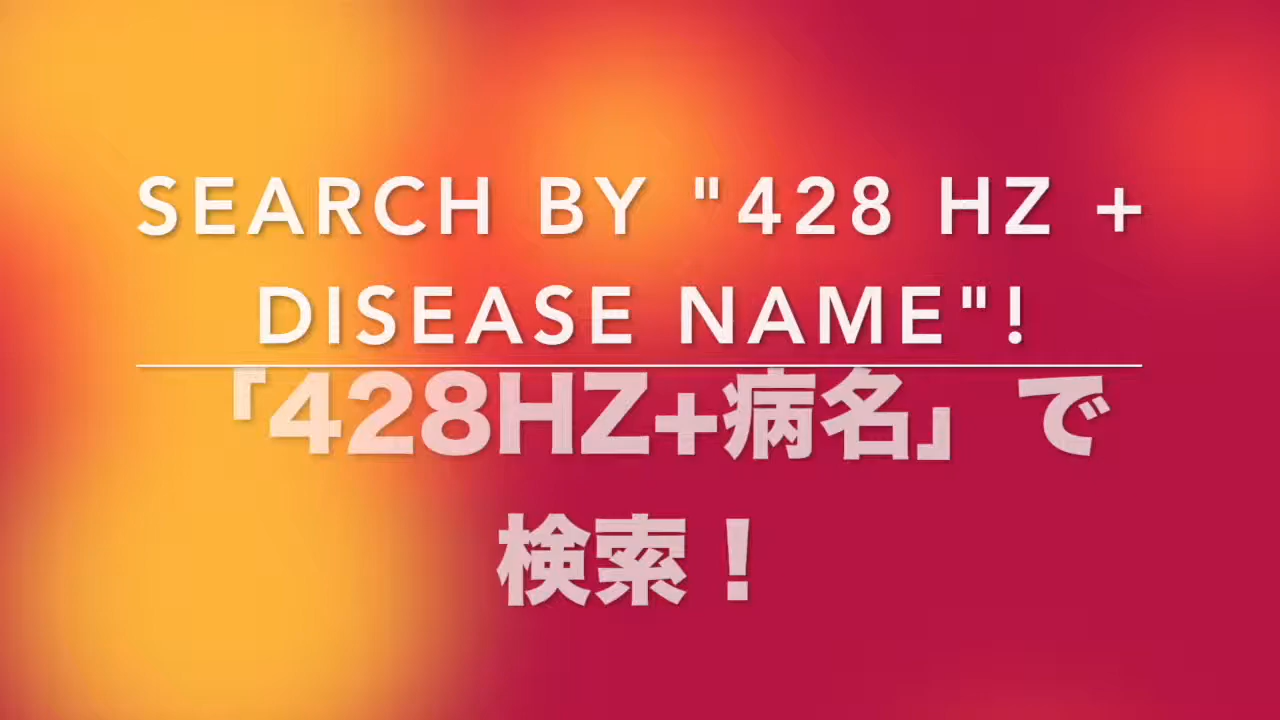 SEARCH BY "428 HZ +
DISEASE NAME"!
「428HZ+病名」で
検索！